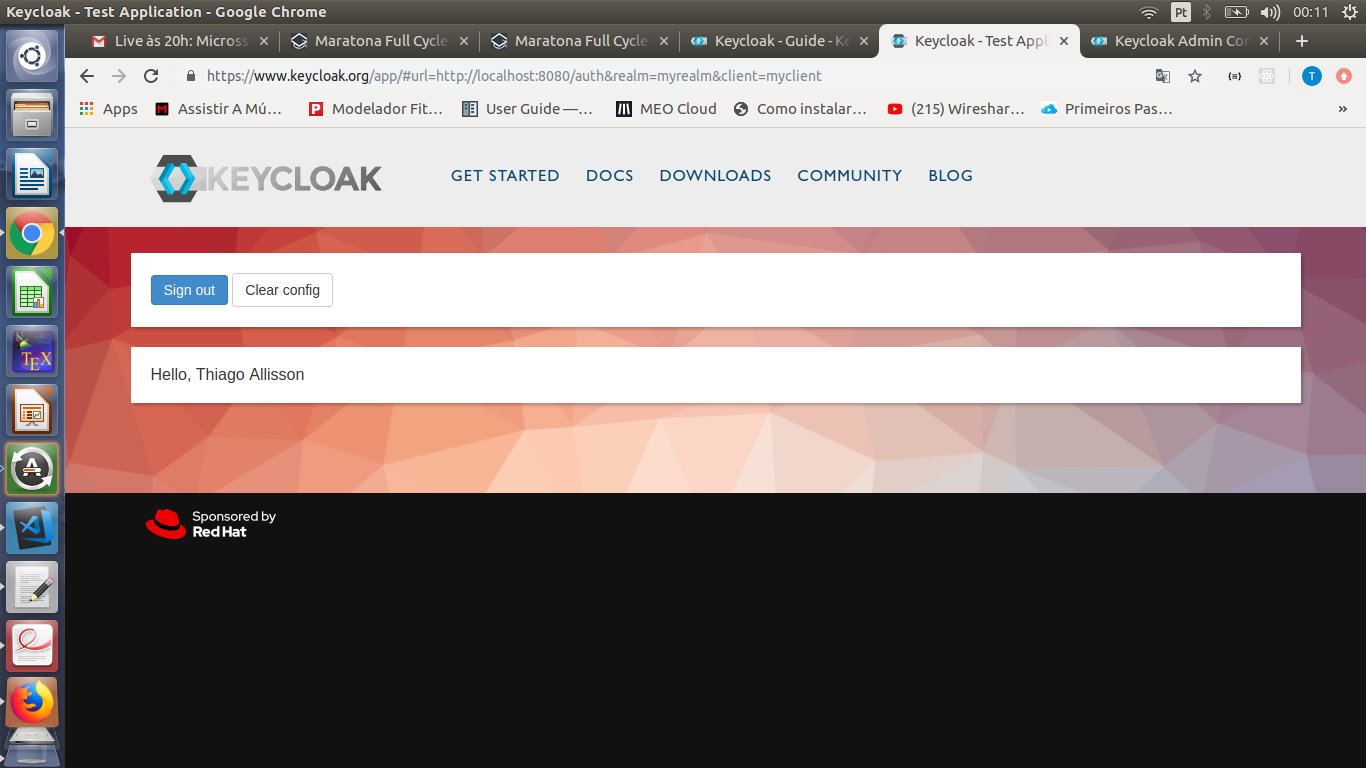 Keycloak - Test Application - Google Chrome
Pt
00:11
Live às 20h: Micross
Maratona Full Cycle
Maratona Full Cycle
Keycloak - Guide - Ke
Keycloak - Test Appl
Keycloak Admin Con
https://www.keycloak.org/app/#url=http://localhost:8080/auth&realm=myrealm&client=myclient
T
Apps
Assistir A Mú…
Modelador Fit…
User Guide —…
MEO Cloud
Como instalar…
(215) Wireshar…
Primeiros Pas…
»
KEYCLOAK
GET STARTED
DOCS
DOWNLOADS
COMMUNITY
BLOG
Sign out
Clear config
Hello, Thiago Allisson
TEX
Sponsored by
Red Hat